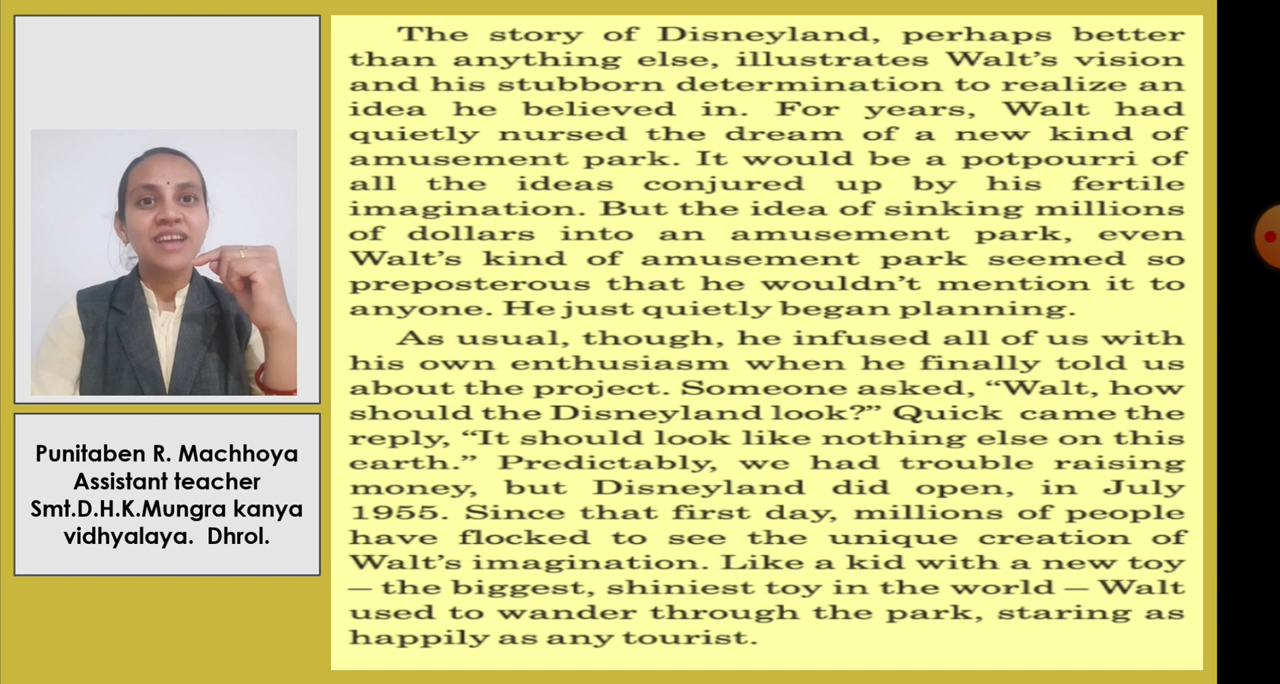 The story of Disneyland, perhaps better
than anything else, illustrates Walt's vision
and his stubborn determination to realize an
idea he believed in. For years, Walt had
quietly nursed the dream of a new kind of
amusement park. It would be a potpourri of
all the ideas conjured up by his fertile
imagination. But the idea of sinking millions
of dollars into an amusement park, even
Walt's kind of amusement park seemed so
preposterous that he wouldn't mention it to
anyone. He just quietly began planning.
As usual, though, he infused all of us with
his own enthusiasm when he finally told us
about the project. Someone asked, “Walt, how
should the Disneyland look?” Quick came the
reply, “It should look like nothing else on this
earth.” Predictably, we had trouble raising
money, but Disneyland did open, in July
1955. Since that first day, millions of people
have flocked to see the unique creation of
Walt's imagination. Like a kid with a new toy
– the biggest, shiniest toy in the world – Walt
used to wander through the park, staring as
happily as any tourist.
Punitaben R. Machhoya
Assistant teacher
Smt.D.H.K.Mungra kanya
vidhyalaya. Dhrol.